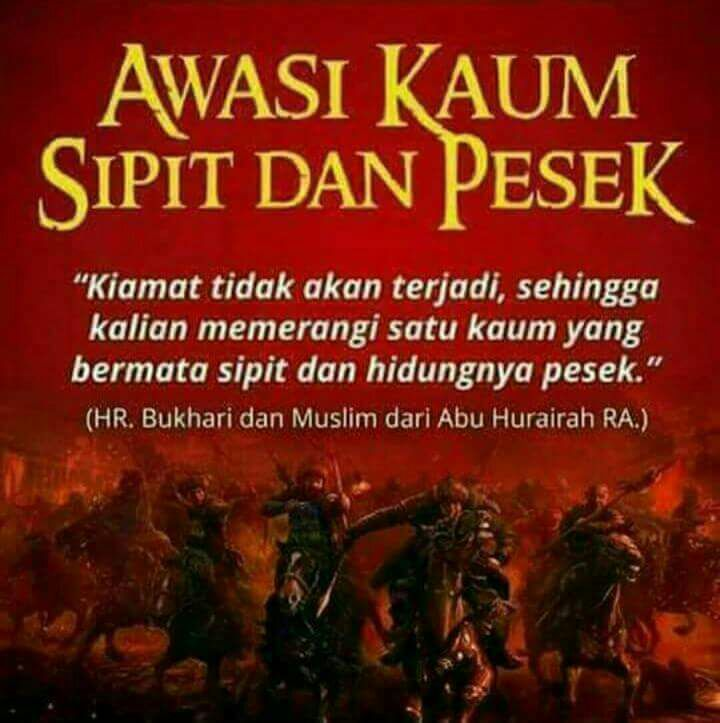 AWASI KAUM
SIPIT DAN PESEK
“Kiamat tidak akan terjadi, sehingga
kalian memerangi satu kaum yang
bermata sipit dan hidungnya pesek.”
(HR. Bukhari dan Muslim dari Abu Hurairah RA.)